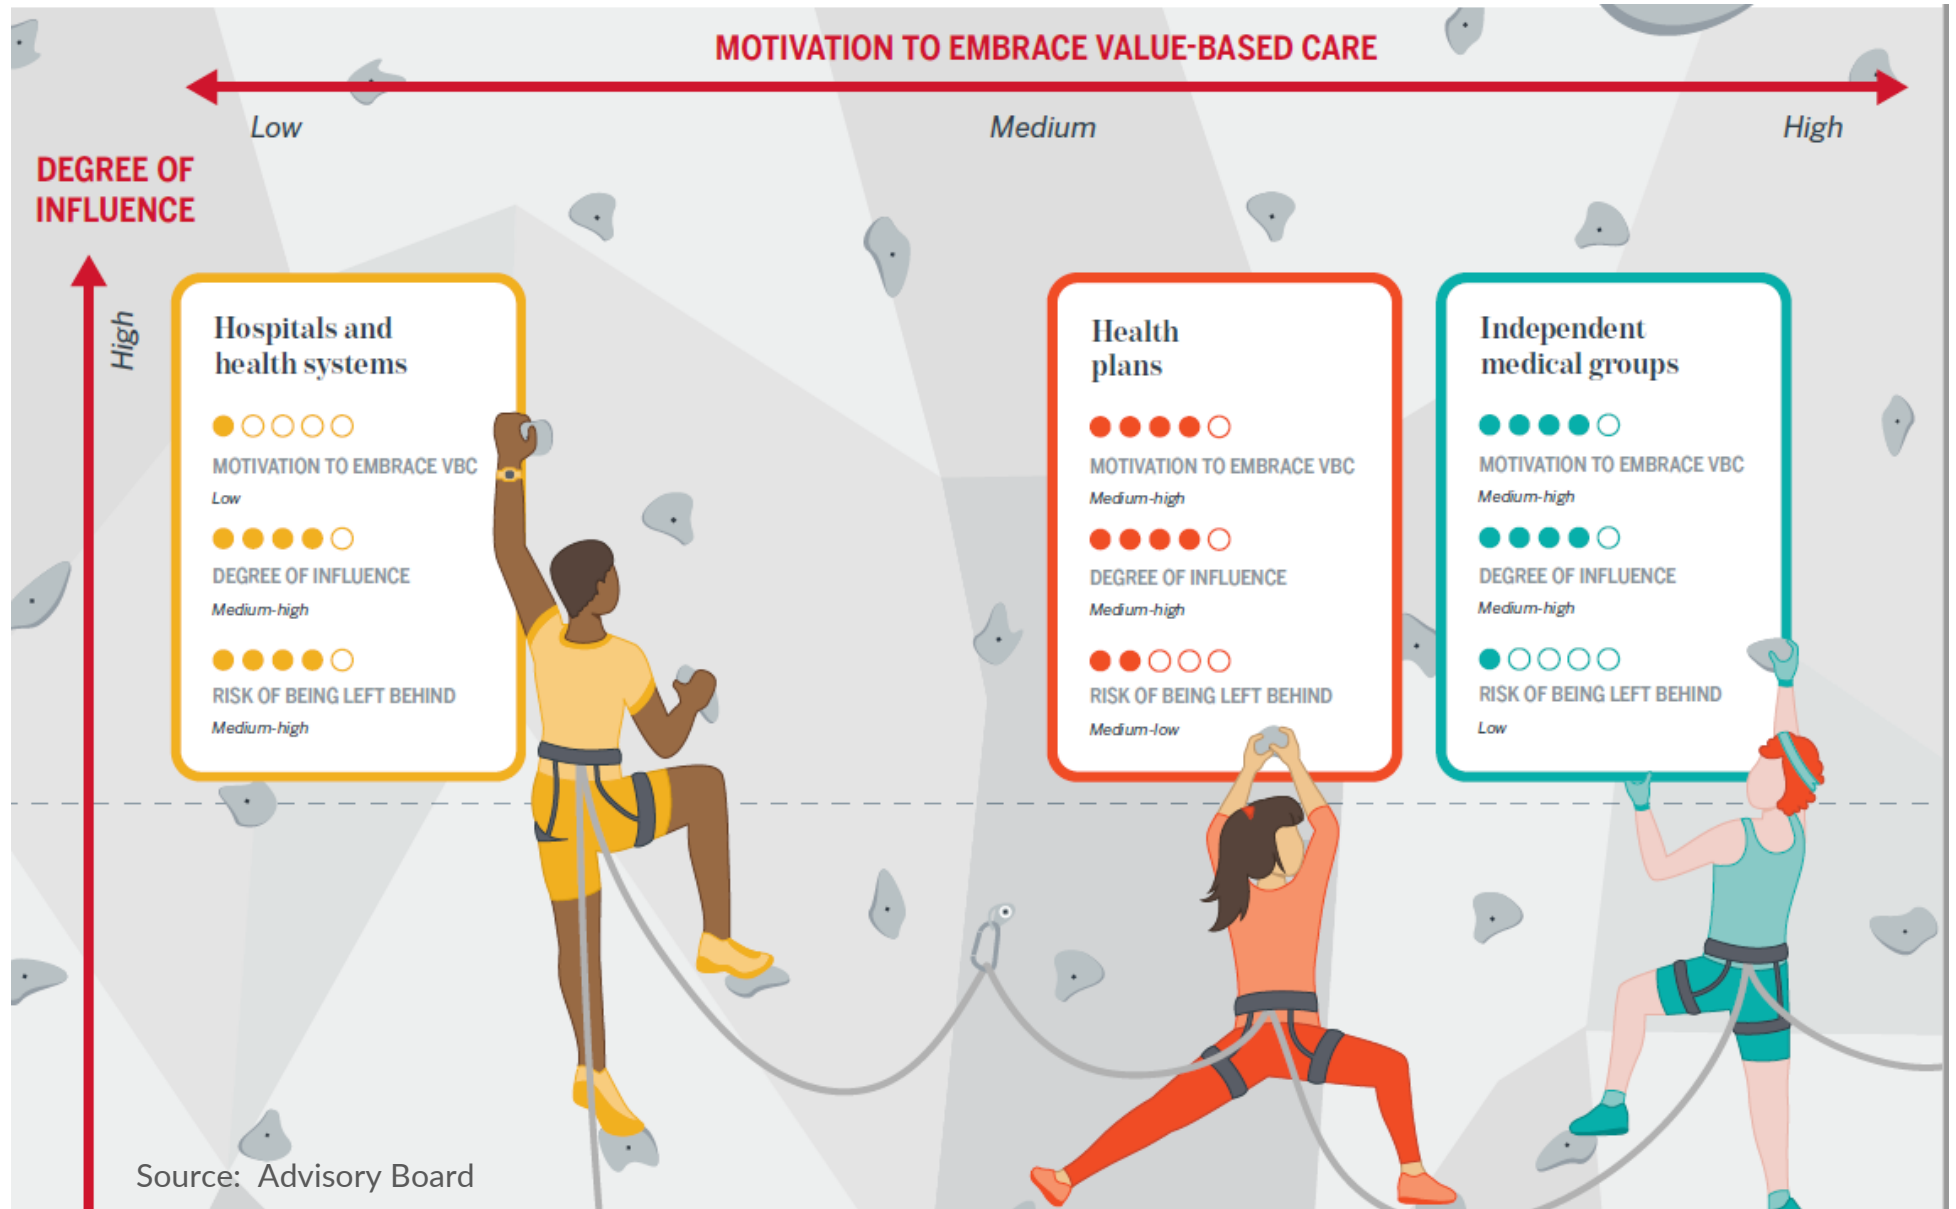 MOTIVATION TO EMBRACE VALUE-BASED CARE
Low
Medium
High
DEGREE OF
INFLUENCE
High
Hospitals and
health systems
MOTIVATION TO EMBRACE VBC
Low
DEGREE OF INFLUENCE
Medium-high
RISK OF BEING LEFT BEHIND
Medium-high
Health
plans
MOTIVATION TO EMBRACE VBC
Medium-high
DEGREE OF INFLUENCE
Medium-high
RISK OF BEING LEFT BEHIND
Medium-low
Independent
medical groups
MOTIVATION TO EMBRACE VBC
Medium-high
DEGREE OF INFLUENCE
Medium-high
RISK OF BEING LEFT BEHIND
Low
Source:  Advisory Board